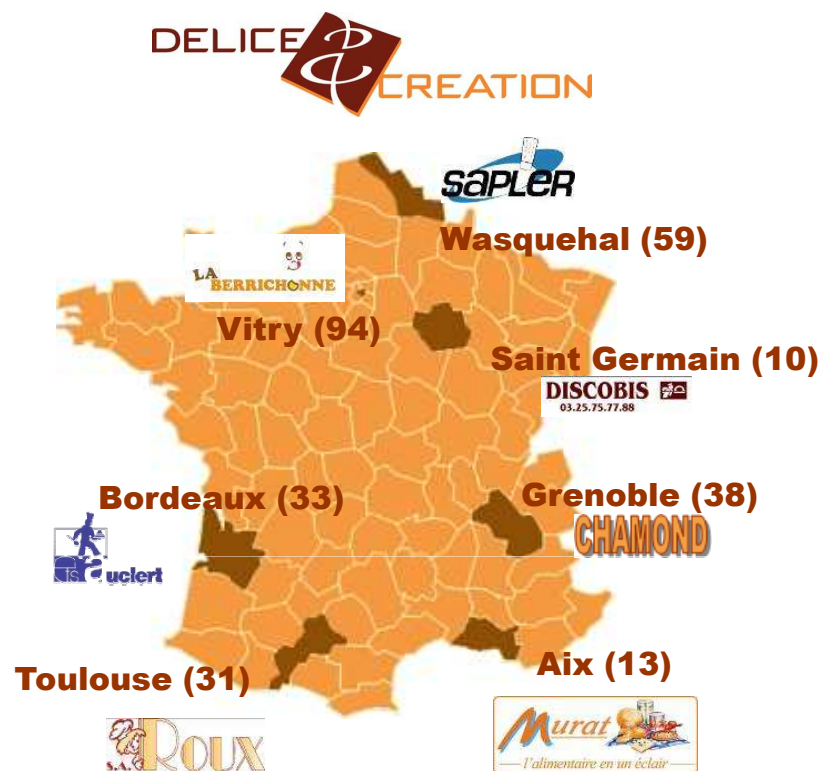 DELICE
CREATION
SAPLER
Wasquehal (59)
LA
BERRICHONNE
Vitry (94)
Saint Germain (10)
DISCOBIS
03.25.75.77.88
Bordeaux (33)
Grenoble (38)
CHAMOND
auclert
Aix (13)
Toulouse (31)
Murat
l'alimentaire en un éclair
S.A. ROUX